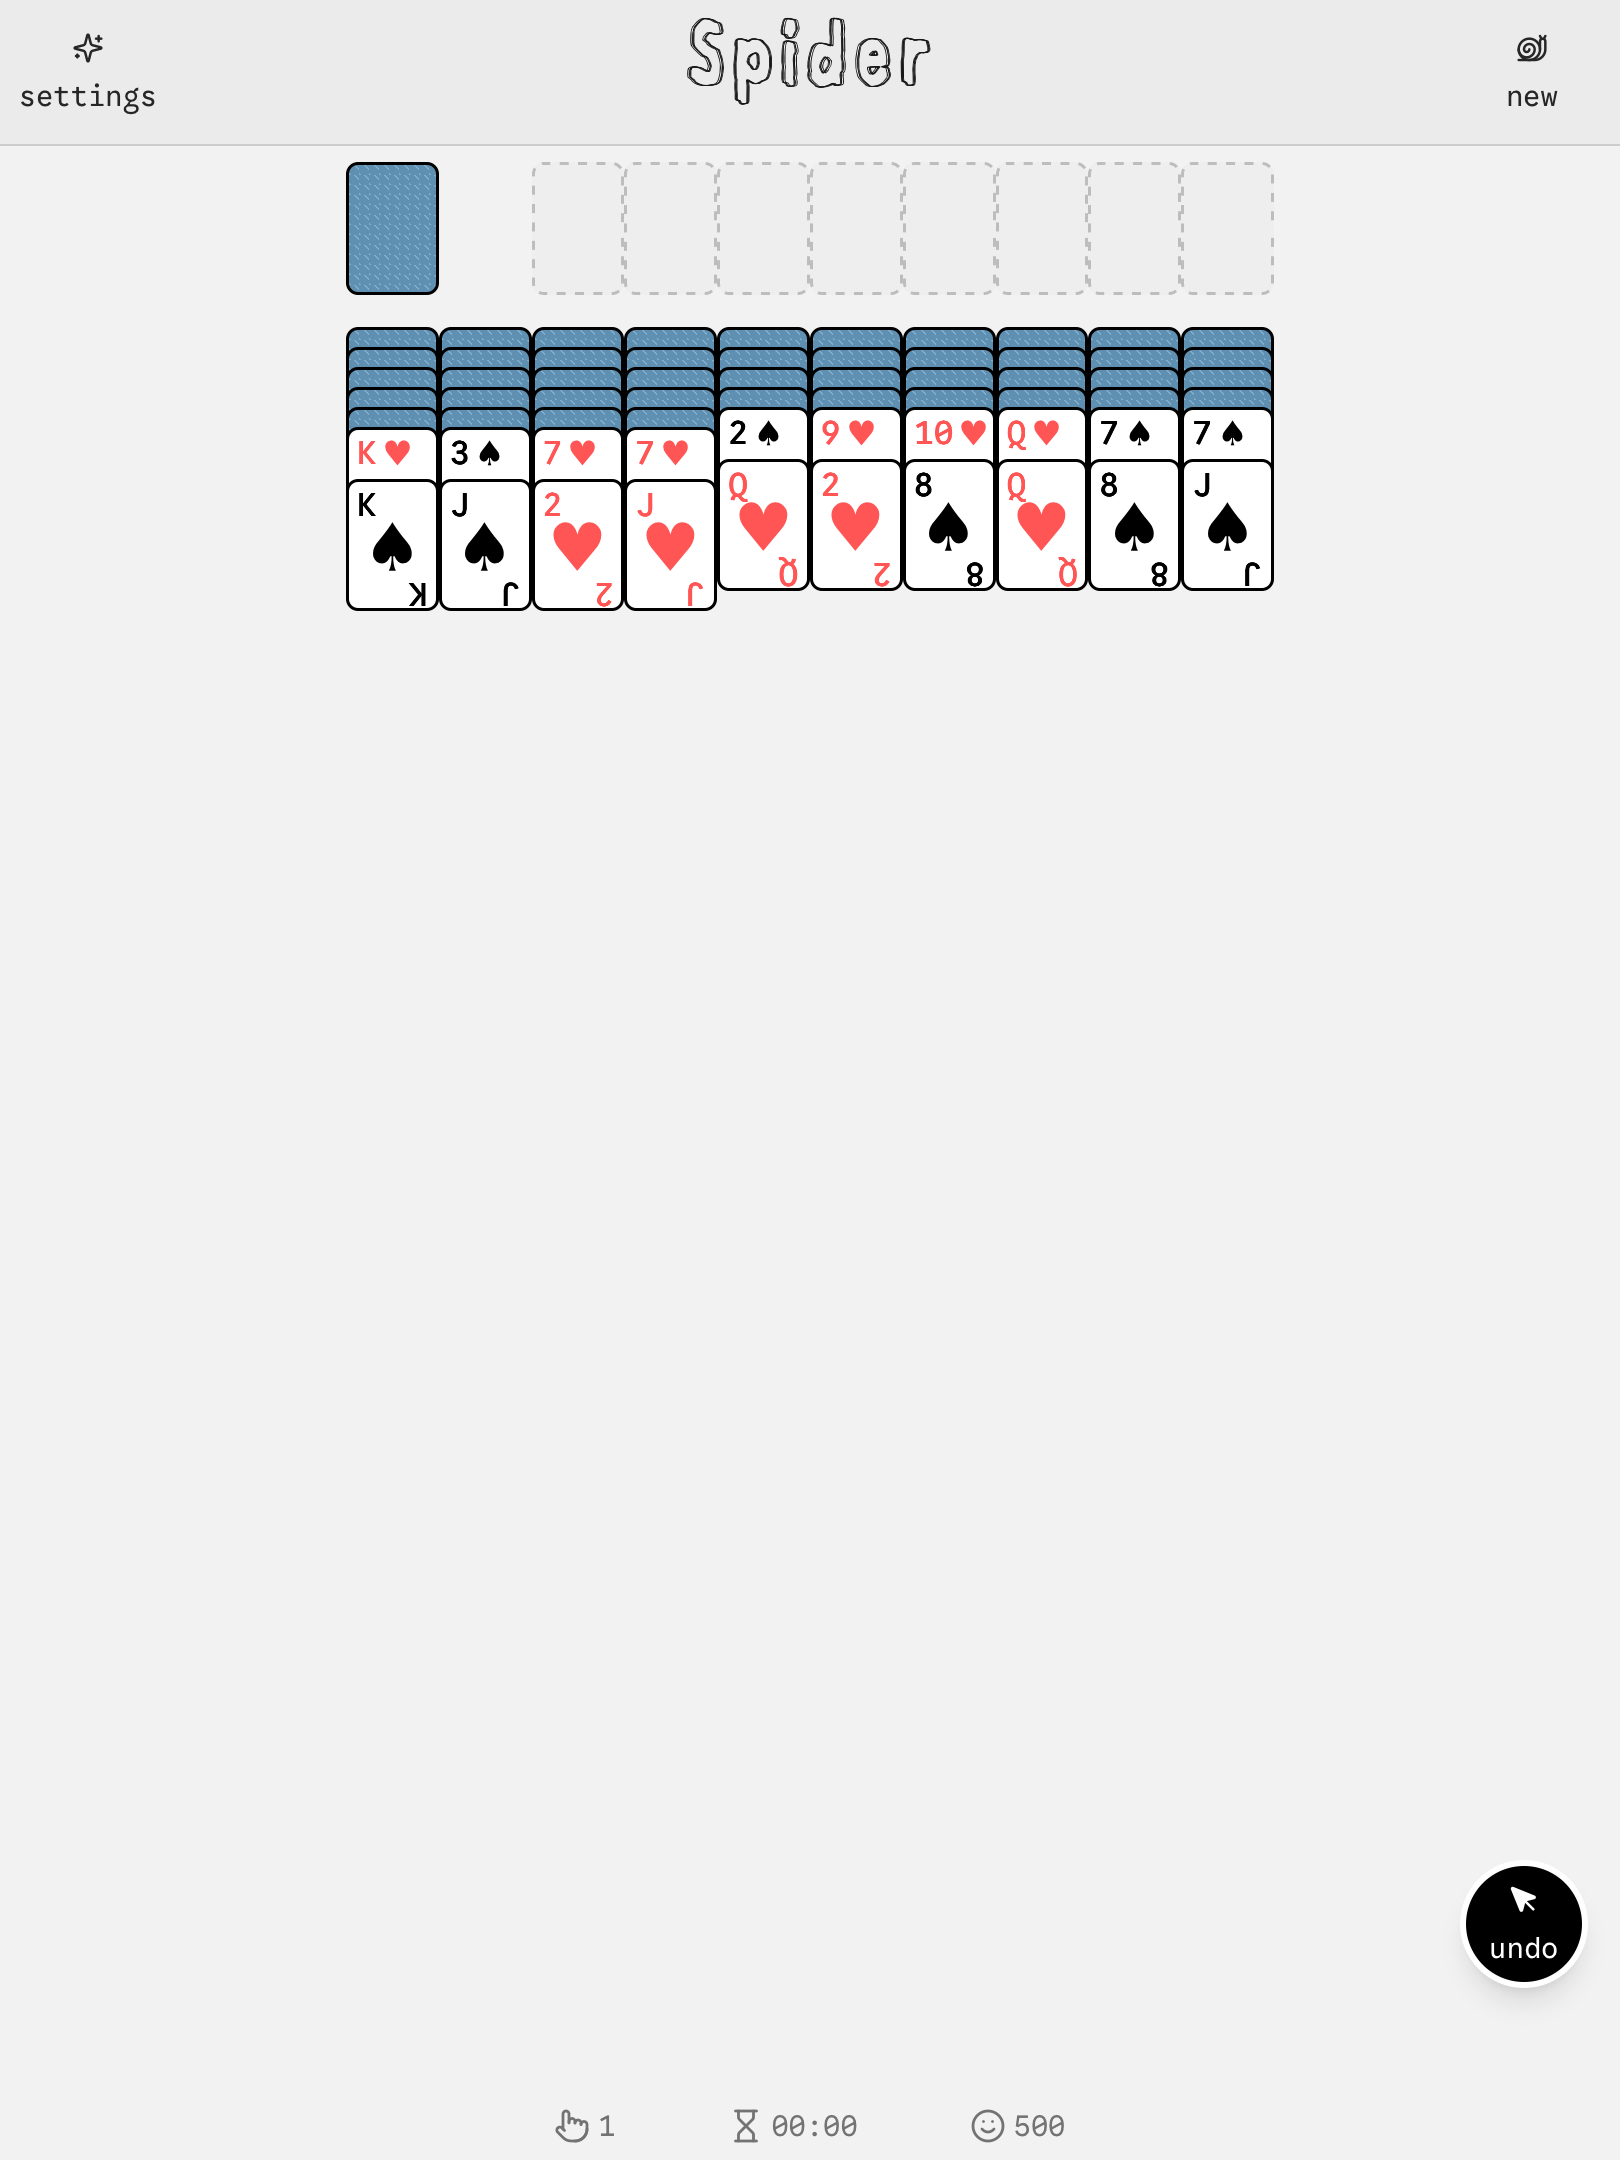 Spider
settings
new
K♥ 3♠ 7♥ 7♥ 2♠ 9♥ 10♥ Q♥ 7♠ 7♠
K J 2 J Q 2 8 Q 8 J
K J 2 J Q 2 8 Q 8 J
undo
1 00:00 500